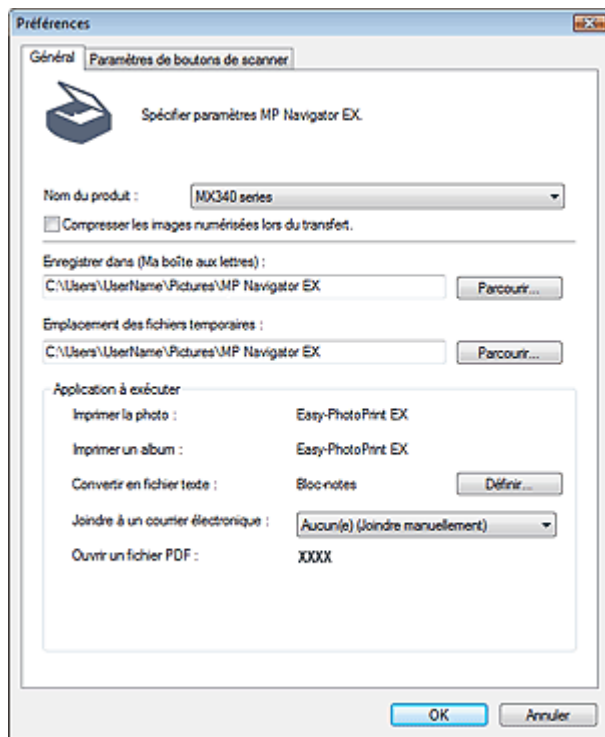 Préférences
Général Paramètres de boutons de scanner
Spécifier paramètres MP Navigator EX.
Nom du produit : MX340 series
Compresser les images numérisées lors du transfert.
Enregistrer dans (Ma boîte aux lettres) :
C:\Users\UserName\Pictures\MP Navigator EX Parcourir...
Emplacement des fichiers temporaires :
C:\Users\UserName\Pictures\MP Navigator EX Parcourir...
Application à exécuter
Imprimer la photo : Easy-PhotoPrint EX
Imprimer un album : Easy-PhotoPrint EX
Convertir en fichier texte : Bloc-notes Définir...
Joindre à un courrier électronique : Aucun(e) (Joindre manuellement)
Ouvrir un fichier PDF : XXXX
OK Annuler